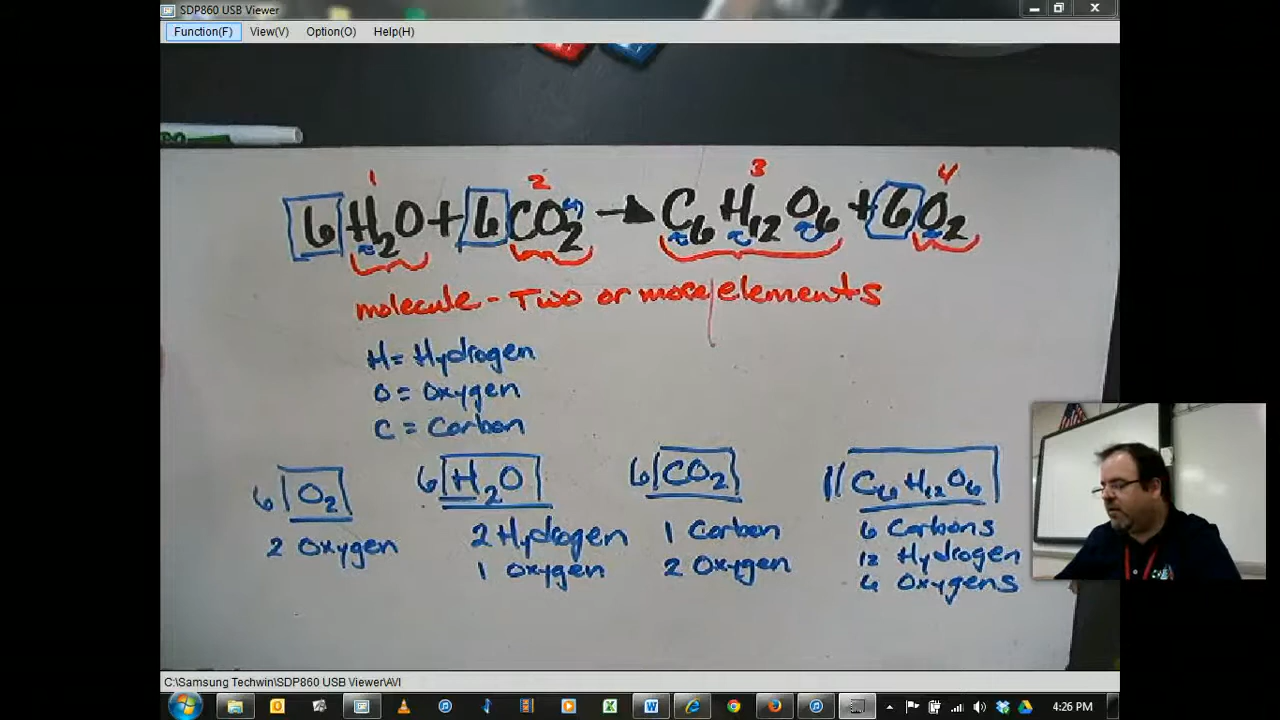 SDP860 USB Viewer
Function(F) View(V) Option(O) Help(H)
1 2 3 4
6 H2O + 6 CO2 → C6 H12 O6 + 6 O2
molecule - Two or more elements
H = Hydrogen
O = Oxygen
C = Carbon
6 O2
2 Oxygen
6 H2O
2 Hydrogen
1 Oxygen
6 CO2
1 Carbon
2 Oxygen
1 C6 H12 O6
6 Carbons
12 Hydrogen
6 Oxygens
C:\Samsung Techwin\SDP860 USB Viewer\AVI
4:26 PM